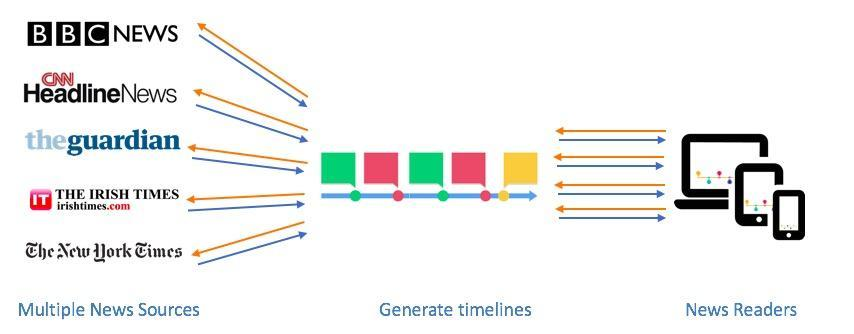 BBC NEWS
CNN
HeadlineNews
theguardian
IT THE IRISH TIMES
irishtimes.com
The New York Times
Multiple News Sources
Generate timelines
News Readers